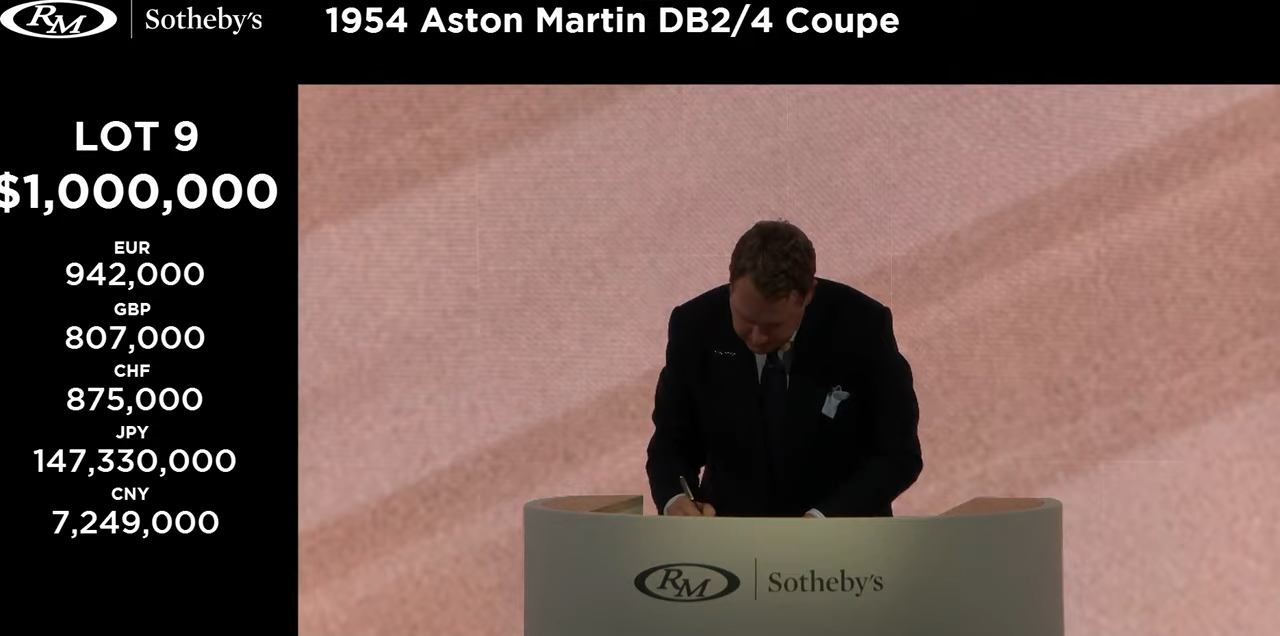 RM Sotheby's
1954 Aston Martin DB2/4 Coupe
LOT 9
$1,000,000
EUR
942,000
GBP
807,000
CHF
875,000
JPY
147,330,000
CNY
7,249,000
RM Sotheby's